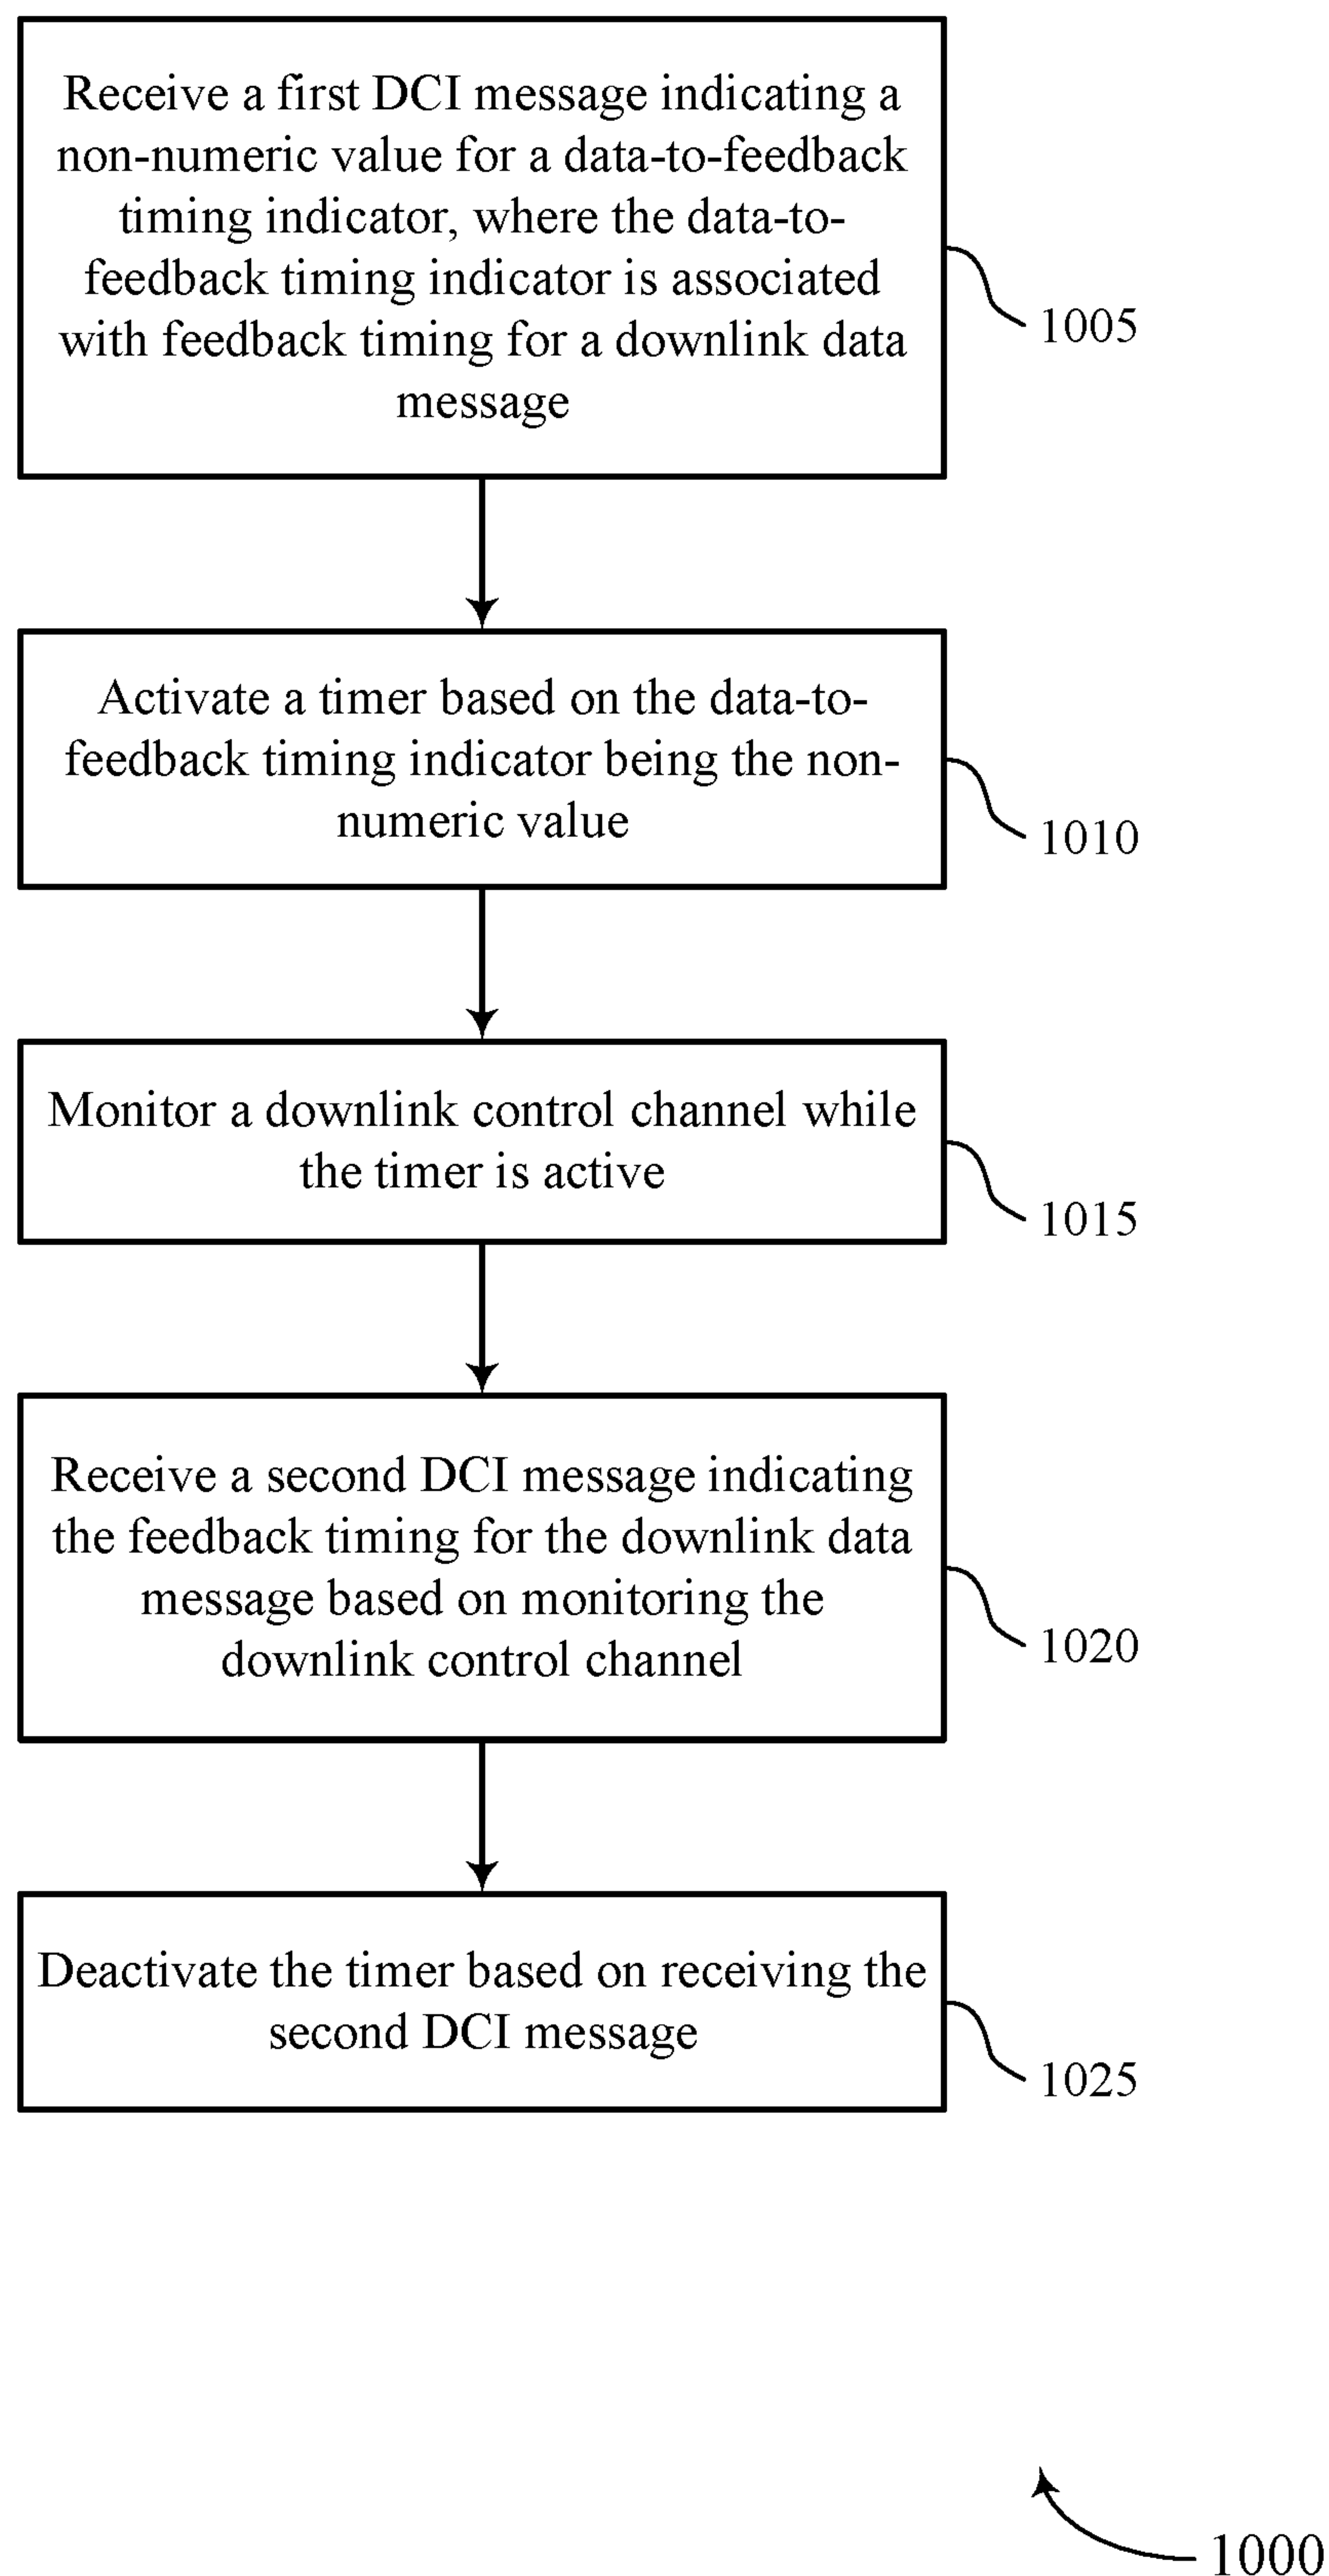 Receive a first DCI message indicating a
non-numeric value for a data-to-feedback
timing indicator, where the data-to-
feedback timing indicator is associated
with feedback timing for a downlink data
message
1005
Activate a timer based on the data-to-
feedback timing indicator being the non-
numeric value
1010
Monitor a downlink control channel while
the timer is active
1015
Receive a second DCI message indicating
the feedback timing for the downlink data
message based on monitoring the
downlink control channel
1020
Deactivate the timer based on receiving the
second DCI message
1025
1000